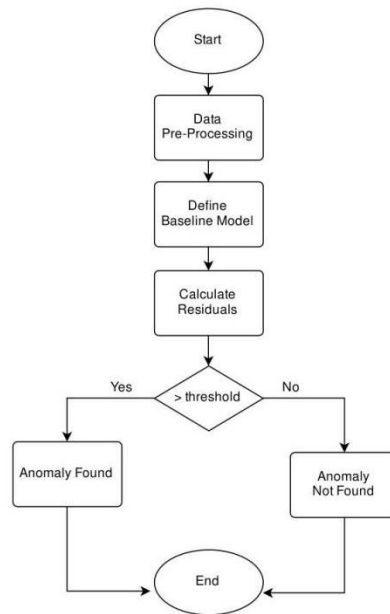 Start
Data
Pre-Processing
Define
Baseline Model
Calculate
Residuals
> threshold
Yes
No
Anomaly Found
Anomaly
Not Found
End